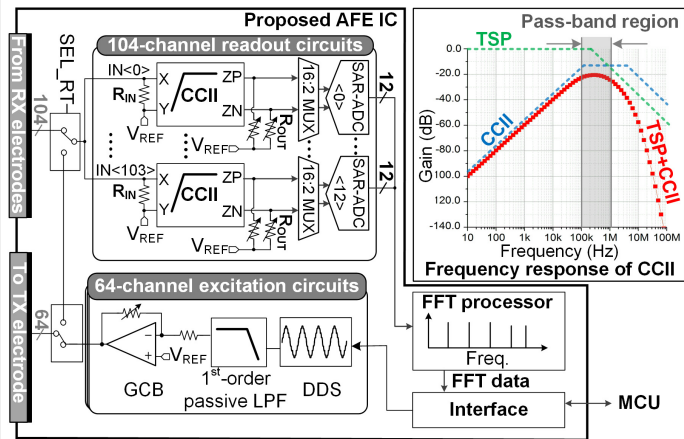 Proposed AFE IC
104-channel readout circuits
From RX electrodes
104
SEL_RT
IN<0>
R_IN
V_REF
X
Y
CCII
ZP
ZN
V_REF
R_OUT
16:2 MUX
SAR-ADC
<0>
12
IN<103>
R_IN
V_REF
X
Y
CCII
ZP
ZN
V_REF
R_OUT
16:2 MUX
SAR-ADC
<12>
12
To TX electrode
64
64-channel excitation circuits
V_REF
GCB
1st-order
passive LPF
DDS
Pass-band region
TSP
CCII
TSP+CCII
Gain (dB)
0.0
-20.0
-40.0
-60.0
-80.0
-100.0
-140.0
10
100
1k
10k
100k
1M
10M
100M
Frequency (Hz)
Frequency response of CCII
FFT processor
Freq.
FFT data
Interface
MCU